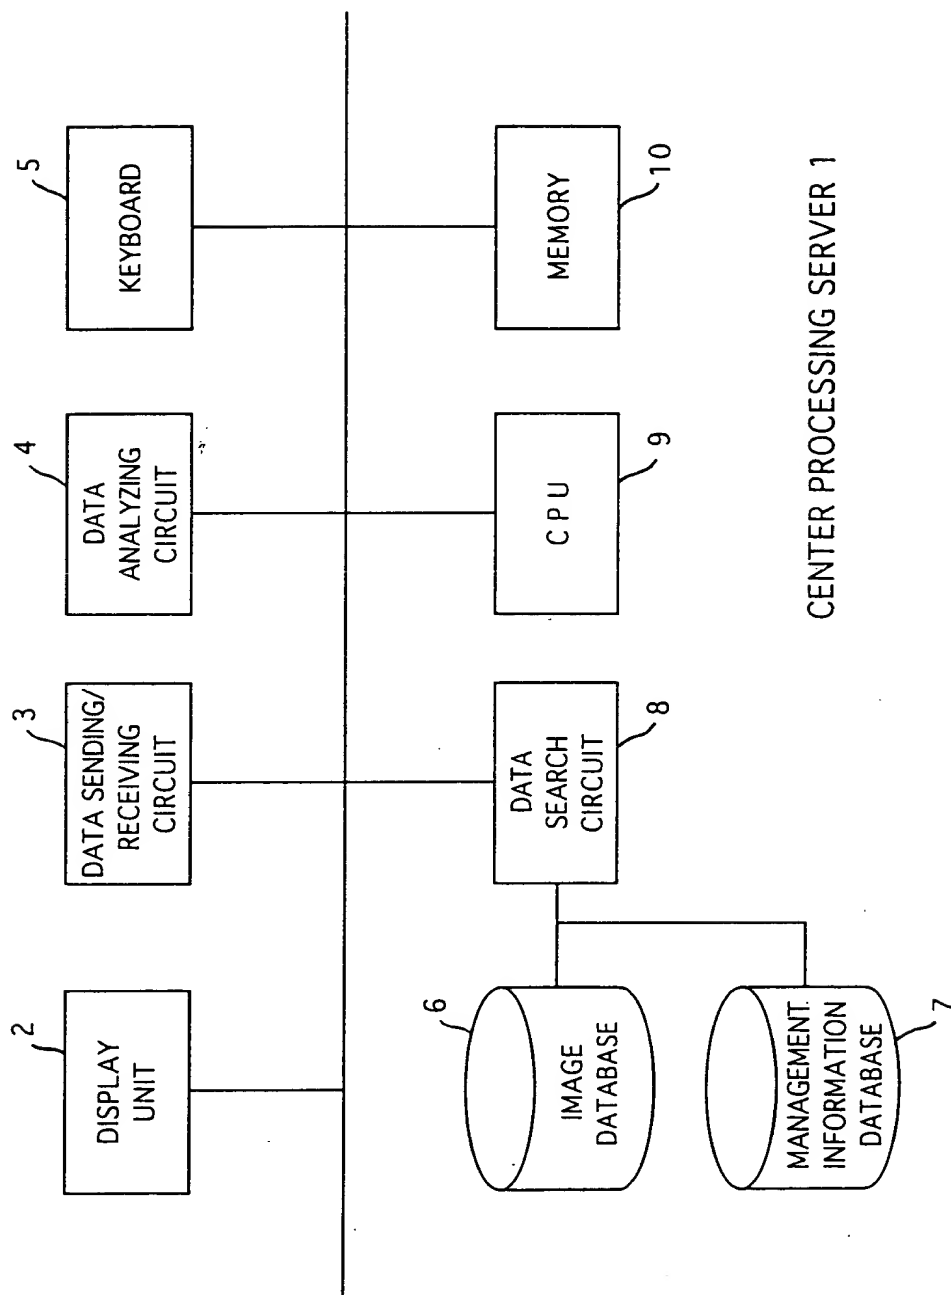 2
DISPLAY
UNIT
3
DATA SENDING/
RECEIVING
CIRCUIT
4
DATA
ANALYZING
CIRCUIT
5
KEYBOARD
6
IMAGE
DATABASE
7
MANAGEMENT
INFORMATION
DATABASE
8
DATA
SEARCH
CIRCUIT
9
CPU
10
MEMORY
CENTER PROCESSING SERVER 1